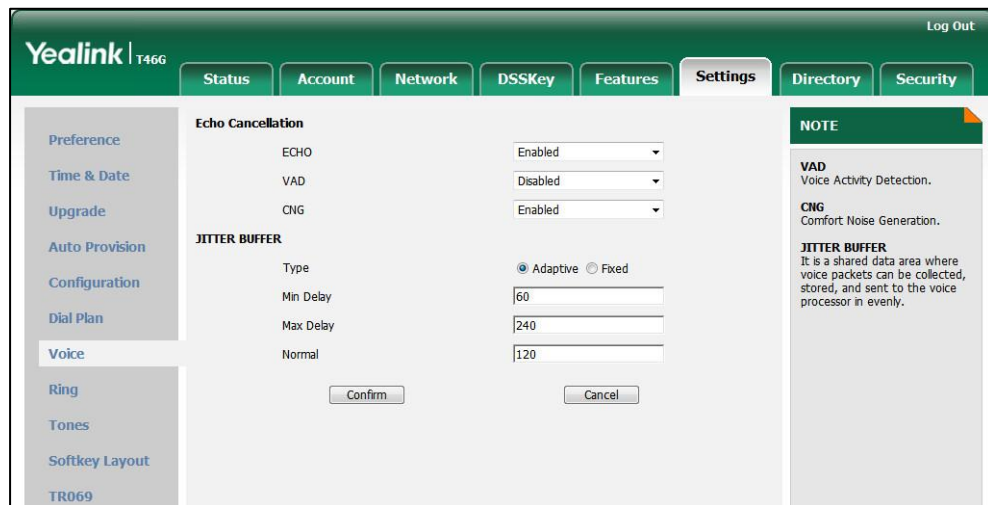 Log Out
Yealink T46G
Status Account Network DSSKey Features Settings Directory Security
Preference
Time & Date
Upgrade
Auto Provision
Configuration
Dial Plan
Voice
Ring
Tones
Softkey Layout
TR069
Echo Cancellation
ECHO Enabled
VAD Disabled
CNG Enabled
JITTER BUFFER
Type Adaptive Fixed
Min Delay 60
Max Delay 240
Normal 120
Confirm Cancel
NOTE
VAD
Voice Activity Detection.
CNG
Comfort Noise Generation.
JITTER BUFFER
It is a shared data area where
voice packets can be collected,
stored, and sent to the voice
processor in evenly.